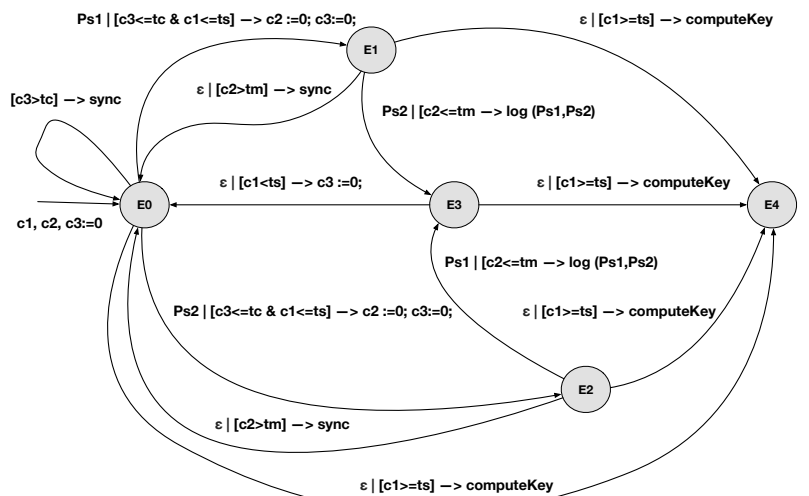 Ps1 | [c3<=tc & c1<=ts] —> c2 :=0; c3:=0;
ε | [c1>=ts] —> computeKey
E1
ε | [c2>tm] —> sync
[c3>tc] —> sync
Ps2 | [c2<=tm —> log (Ps1,Ps2)
ε | [c1<ts] —> c3 :=0;
ε | [c1>=ts] —> computeKey
E0
E3
E4
c1, c2, c3:=0
Ps1 | [c2<=tm —> log (Ps1,Ps2)
Ps2 | [c3<=tc & c1<=ts] —> c2 :=0; c3:=0;
ε | [c1>=ts] —> computeKey
E2
ε | [c2>tm] —> sync
ε | [c1>=ts] —> computeKey